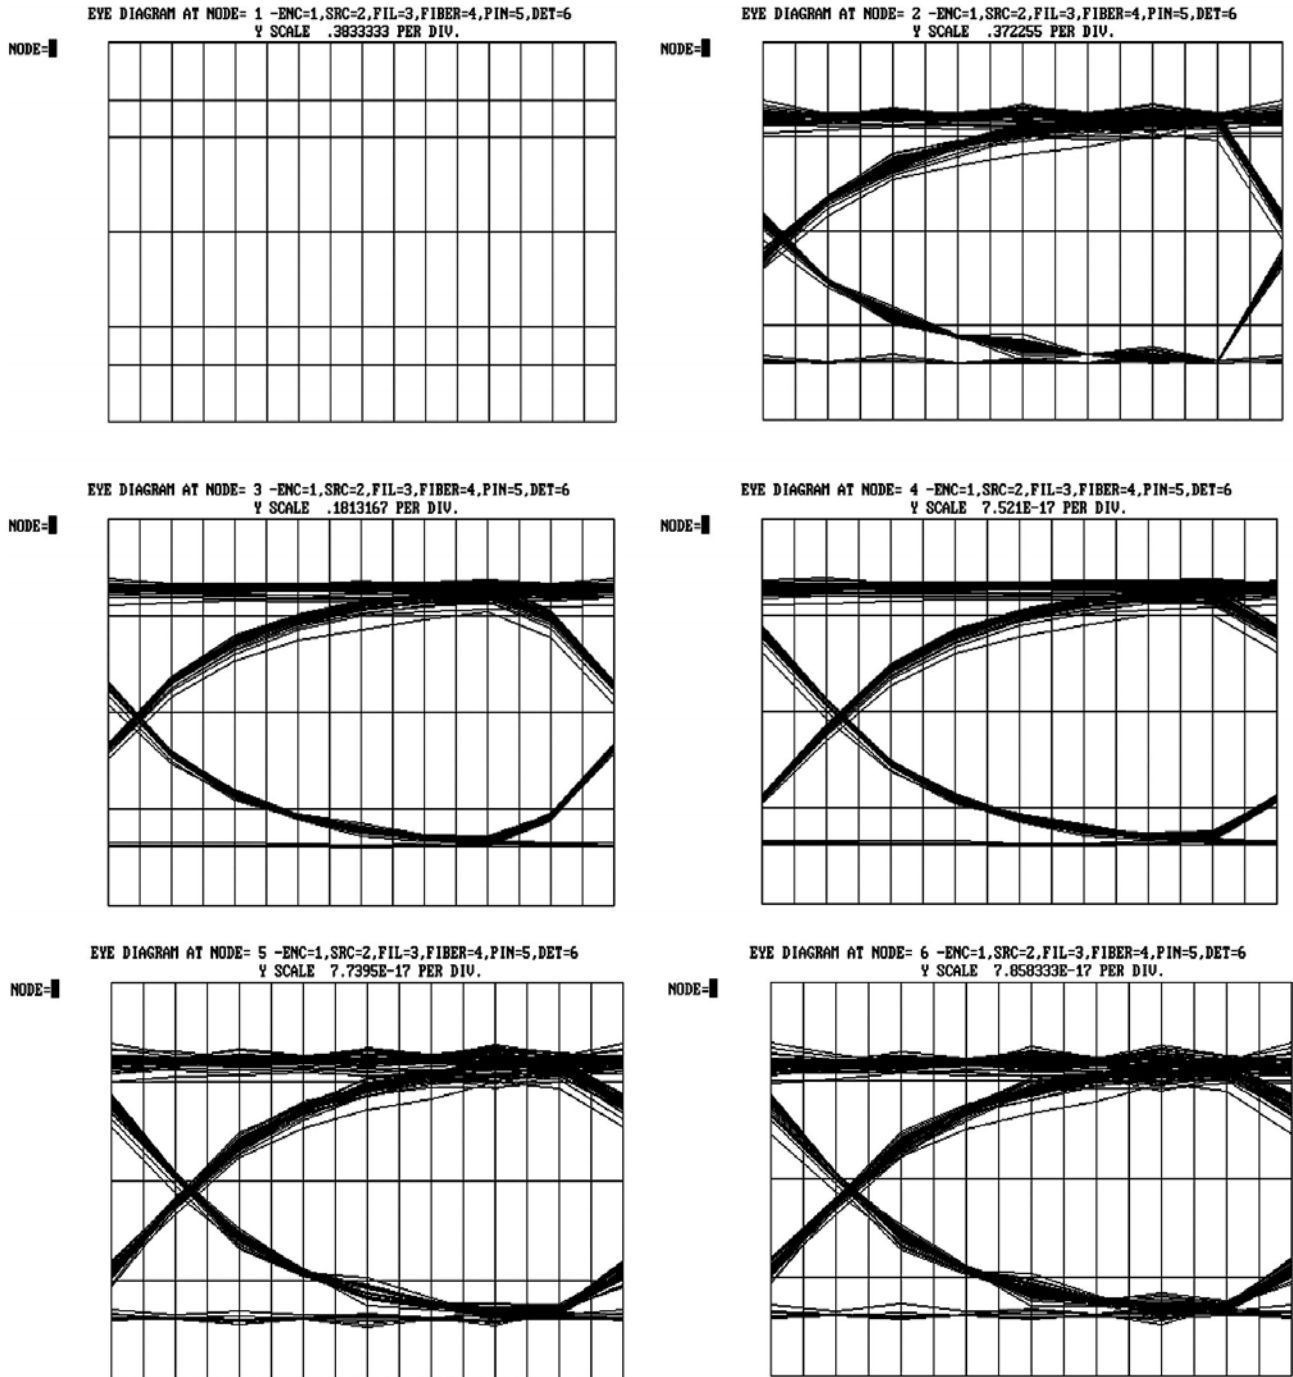 EYE DIAGRAM AT NODE= 1 -ENC=1,SRC=2,FIL=3,FIBER=4,PIN=5,DET=6
Y SCALE .3833333 PER DIV.
NODE=
EYE DIAGRAM AT NODE= 2 -ENC=1,SRC=2,FIL=3,FIBER=4,PIN=5,DET=6
Y SCALE .372255 PER DIV.
NODE=
EYE DIAGRAM AT NODE= 3 -ENC=1,SRC=2,FIL=3,FIBER=4,PIN=5,DET=6
Y SCALE .1813167 PER DIV.
NODE=
EYE DIAGRAM AT NODE= 4 -ENC=1,SRC=2,FIL=3,FIBER=4,PIN=5,DET=6
Y SCALE 7.521E-17 PER DIV.
NODE=
EYE DIAGRAM AT NODE= 5 -ENC=1,SRC=2,FIL=3,FIBER=4,PIN=5,DET=6
Y SCALE 7.7395E-17 PER DIV.
NODE=
EYE DIAGRAM AT NODE= 6 -ENC=1,SRC=2,FIL=3,FIBER=4,PIN=5,DET=6
Y SCALE 7.858333E-17 PER DIV.
NODE=